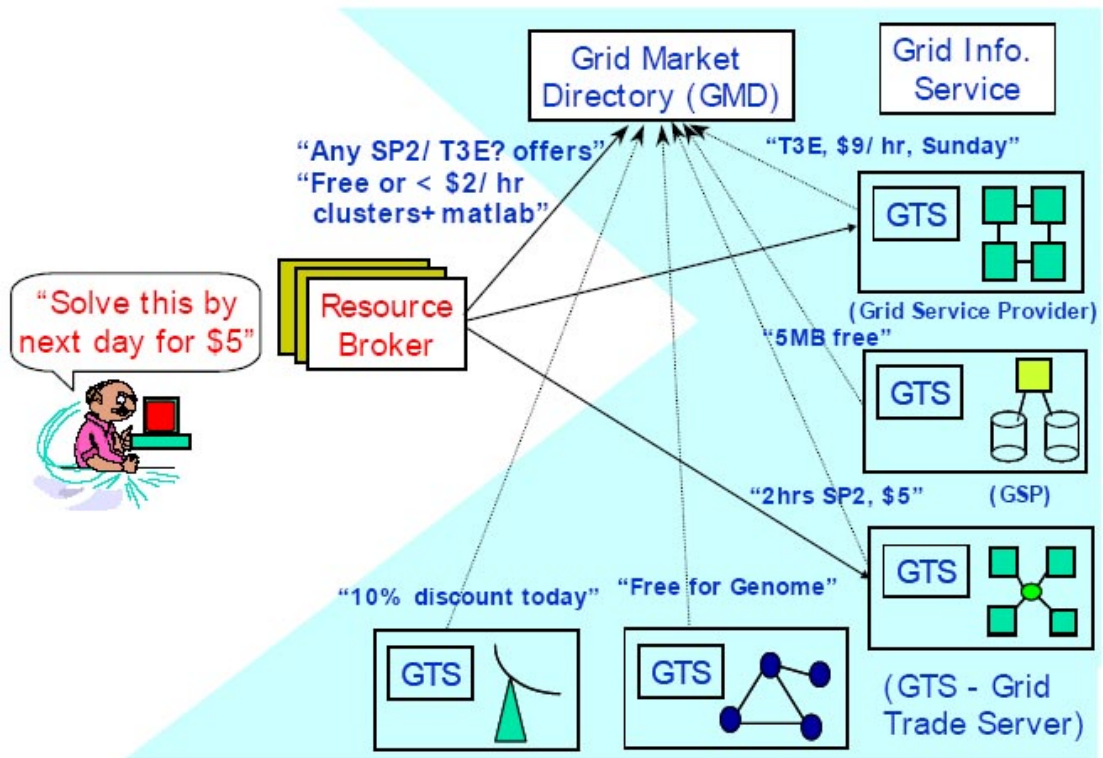 Grid Market
Directory (GMD)
Grid Info.
Service
“Any SP2/ T3E? offers”
“Free or < $2/ hr
clusters+ matlab”
“T3E, $9/ hr, Sunday”
GTS
(Grid Service Provider)
“Solve this by
next day for $5”
Resource
Broker
“5MB free”
GTS
(GSP)
“2hrs SP2, $5”
GTS
“10% discount today”
“Free for Genome”
GTS
GTS
(GTS - Grid
Trade Server)